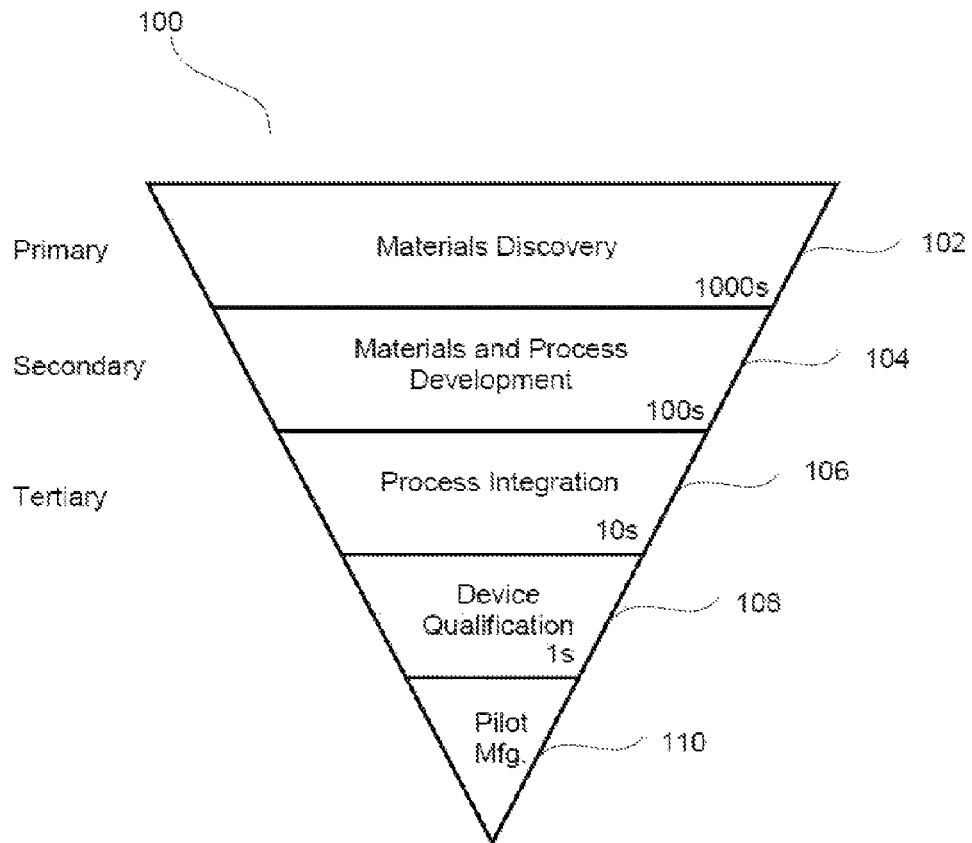 100
Primary
Materials Discovery
102
1000s
Secondary
Materials and Process
Development
104
100s
Tertiary
Process Integration
106
10s
Device
Qualification
108
1s
Pilot
Mfg.
110